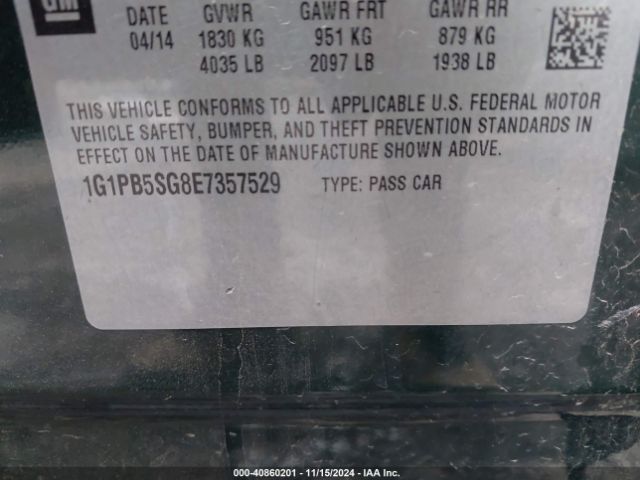 GM
DATE GVWR GAWR FRT GAWR RR
04/14 1830 KG 951 KG 879 KG
4035 LB 2097 LB 1938 LB
THIS VEHICLE CONFORMS TO ALL APPLICABLE U.S. FEDERAL MOTOR
VEHICLE SAFETY, BUMPER, AND THEFT PREVENTION STANDARDS IN
EFFECT ON THE DATE OF MANUFACTURE SHOWN ABOVE.
1G1PB5SG8E7357529 TYPE: PASS CAR
000-40860201 - 11/15/2024 - IAA Inc.